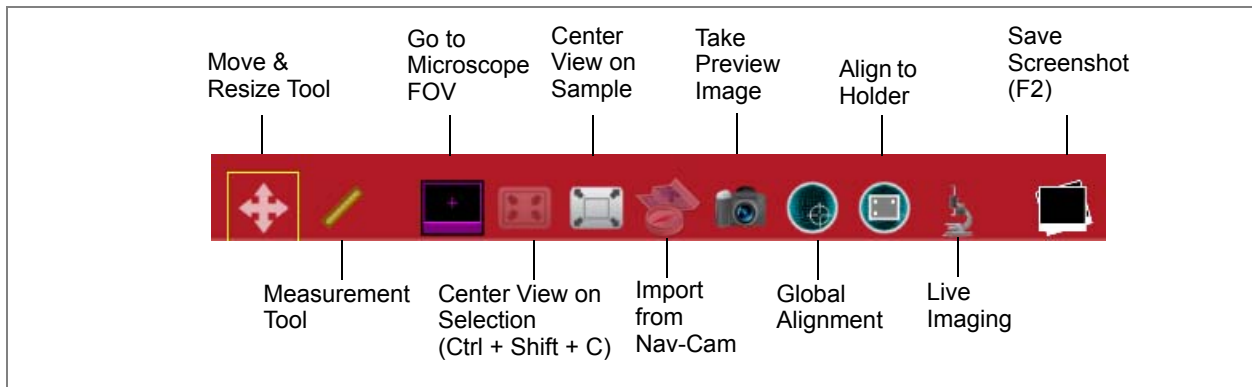 Move &
Resize Tool
Go to
Microscope
FOV
Center
View on
Sample
Take
Preview
Image
Align to
Holder
Save
Screenshot
(F2)
Measurement
Tool
Center View on
Selection
(Ctrl + Shift + C)
Import
from
Nav-Cam
Global
Alignment
Live
Imaging